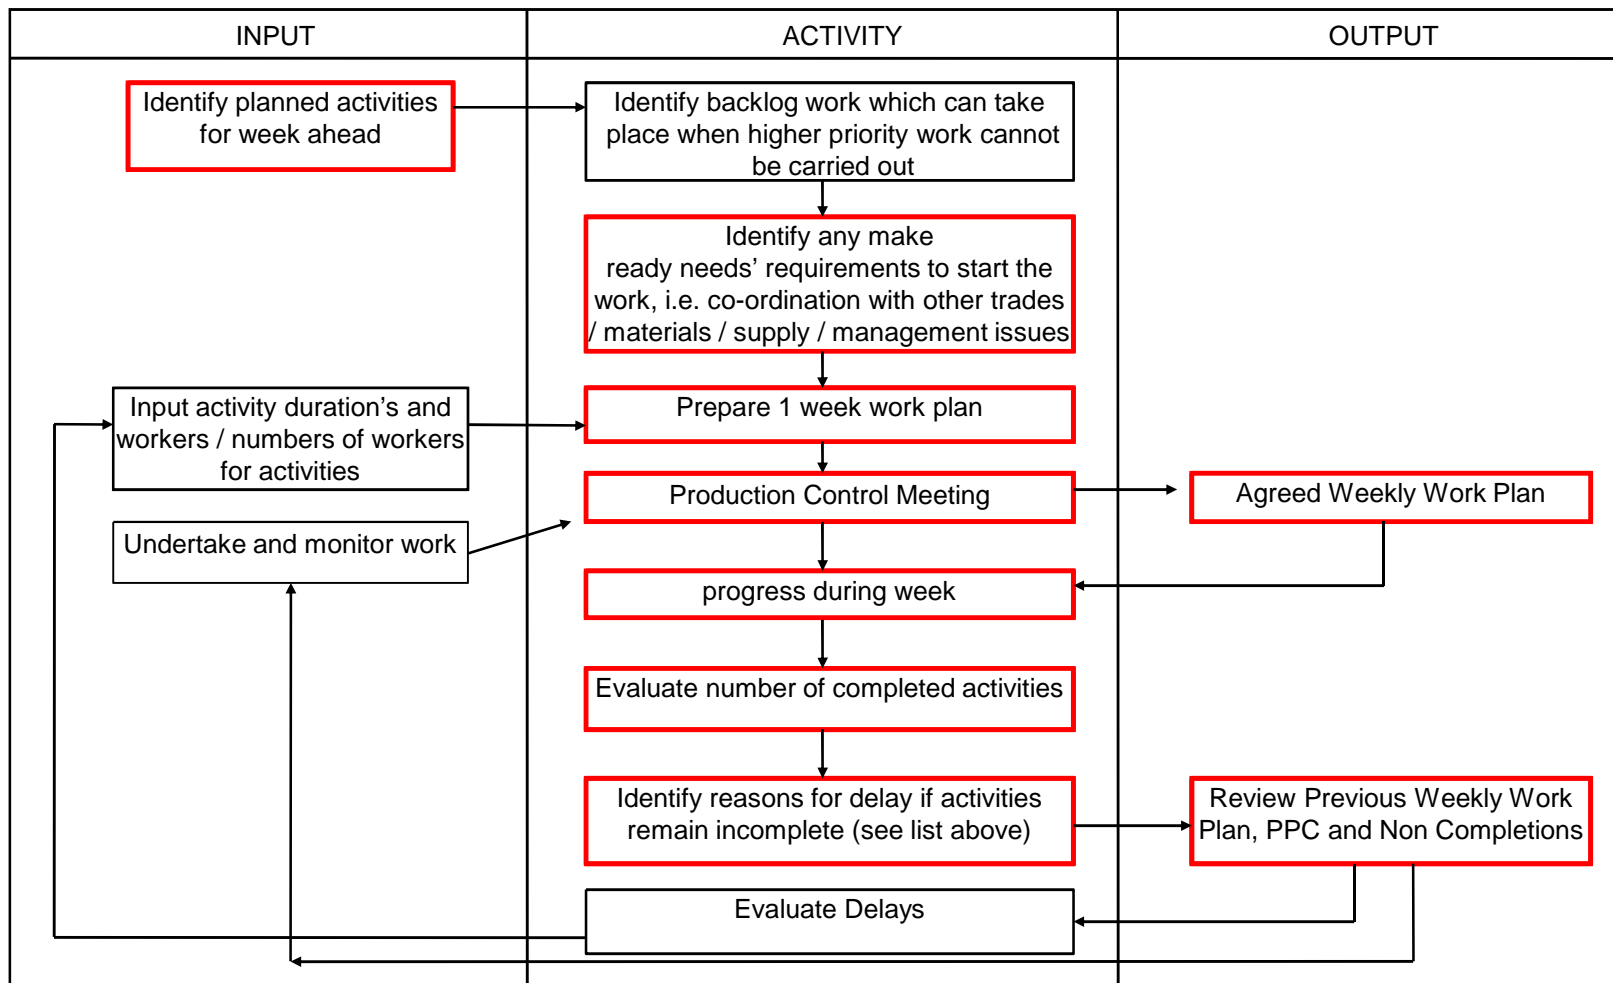 INPUT
ACTIVITY
OUTPUT
Identify planned activities
for week ahead
Identify backlog work which can take
place when higher priority work cannot
be carried out
Identify any make
ready needs’ requirements to start the
work, i.e. co-ordination with other trades
/ materials / supply / management issues
Input activity duration’s and
workers / numbers of workers
for activities
Prepare 1 week work plan
Production Control Meeting
Agreed Weekly Work Plan
Undertake and monitor work
progress during week
Evaluate number of completed activities
Identify reasons for delay if activities
remain incomplete (see list above)
Review Previous Weekly Work
Plan, PPC and Non Completions
Evaluate Delays